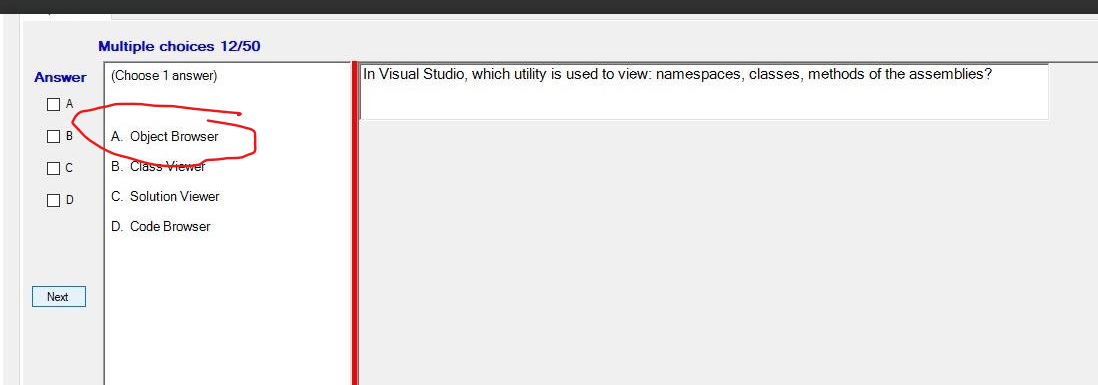 Multiple choices 12/50
Answer
A
B
C
D
Next
(Choose 1 answer)
A. Object Browser
B. Class Viewer
C. Solution Viewer
D. Code Browser
In Visual Studio, which utility is used to view: namespaces, classes, methods of the assemblies?